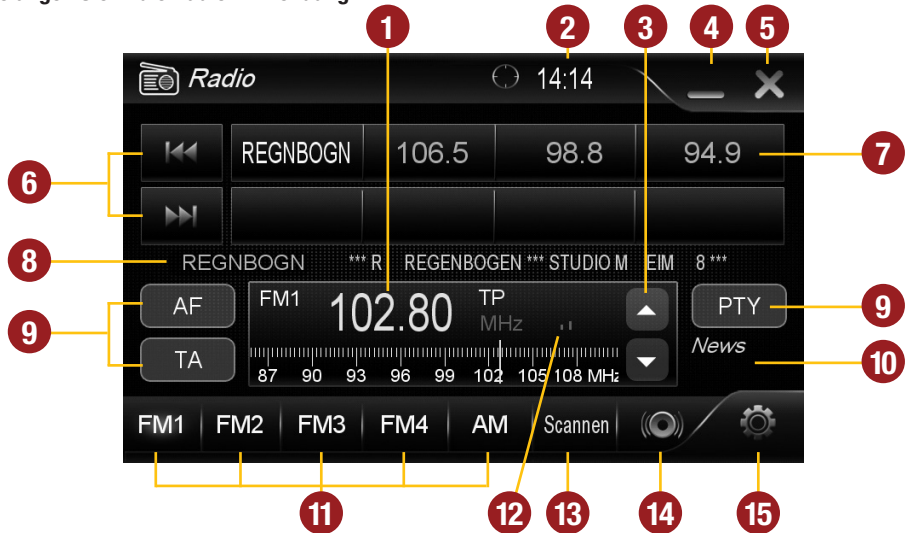 1 2 3 4 5
Radio 14:14
6 REGNBOGN 106.5 98.8 94.9 7
8 REGNBOGN *** R REGENBOGEN *** STUDIO M EIM 8 ***
AF FM1 102.80 TP MHz PTY 9
9 News
TA 87 90 93 96 99 102 105 108 MHz 10
FM1 FM2 FM3 FM4 AM Scannen
11 12 13 14 15